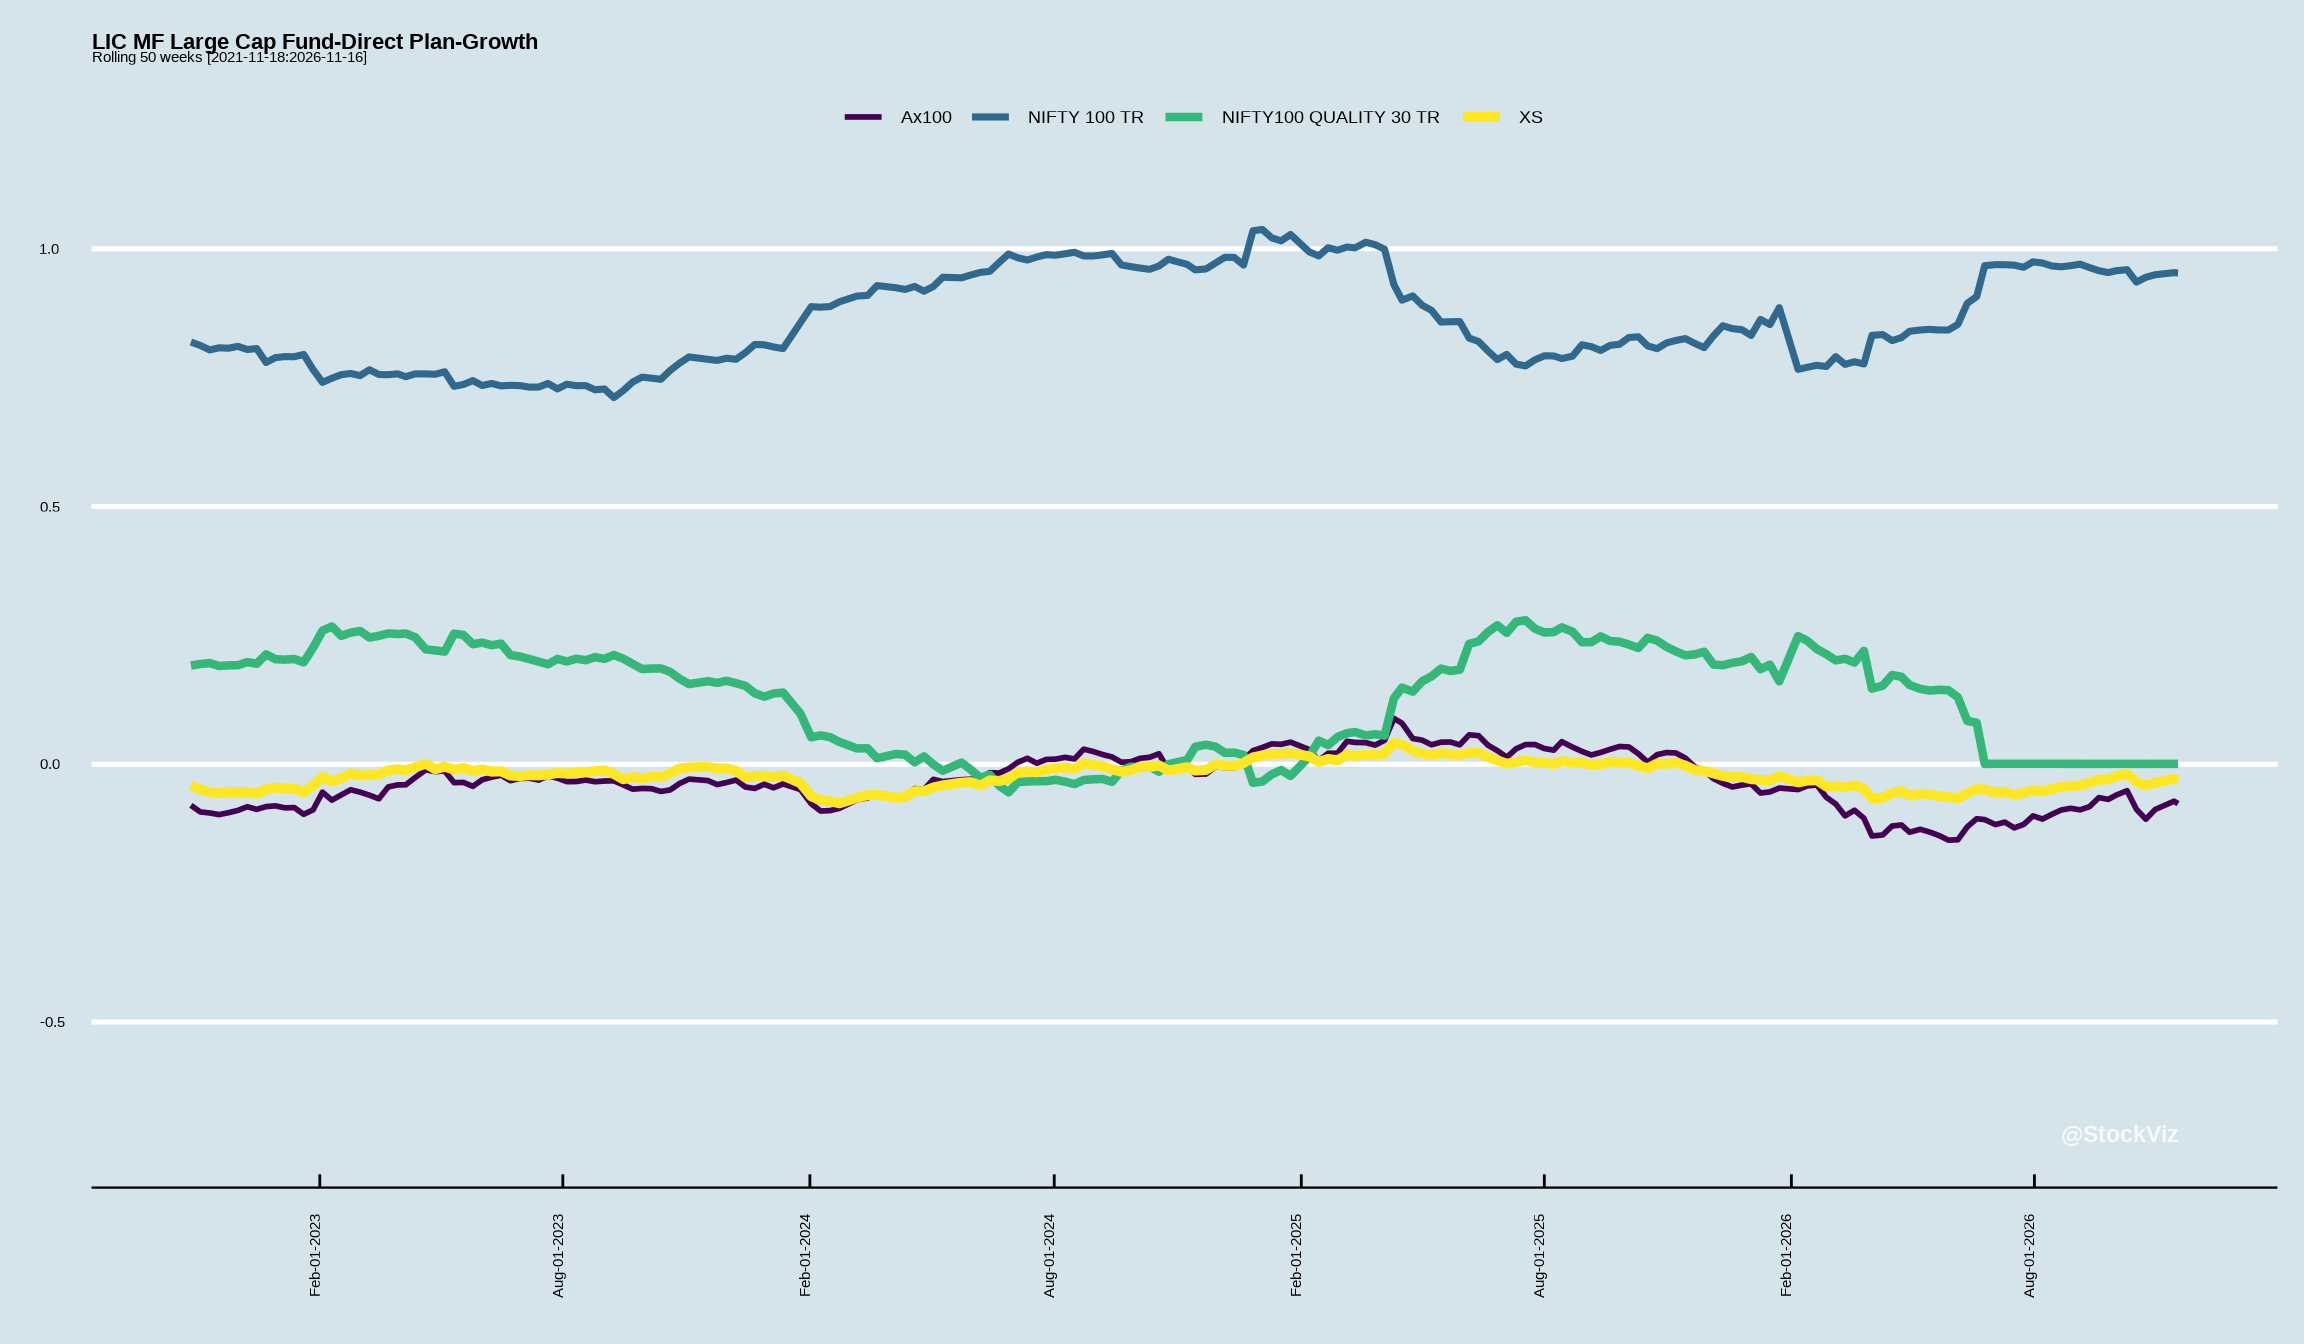 LIC MF Large Cap Fund-Direct Plan-Growth
Rolling 50 weeks [2021-11-18:2026-11-16]
Ax100 NIFTY 100 TR NIFTY100 QUALITY 30 TR XS
1.0
0.5
0.0
-0.5
@StockViz
Feb-01-2023 Aug-01-2023 Feb-01-2024 Aug-01-2024 Feb-01-2025 Aug-01-2025 Feb-01-2026 Aug-01-2026